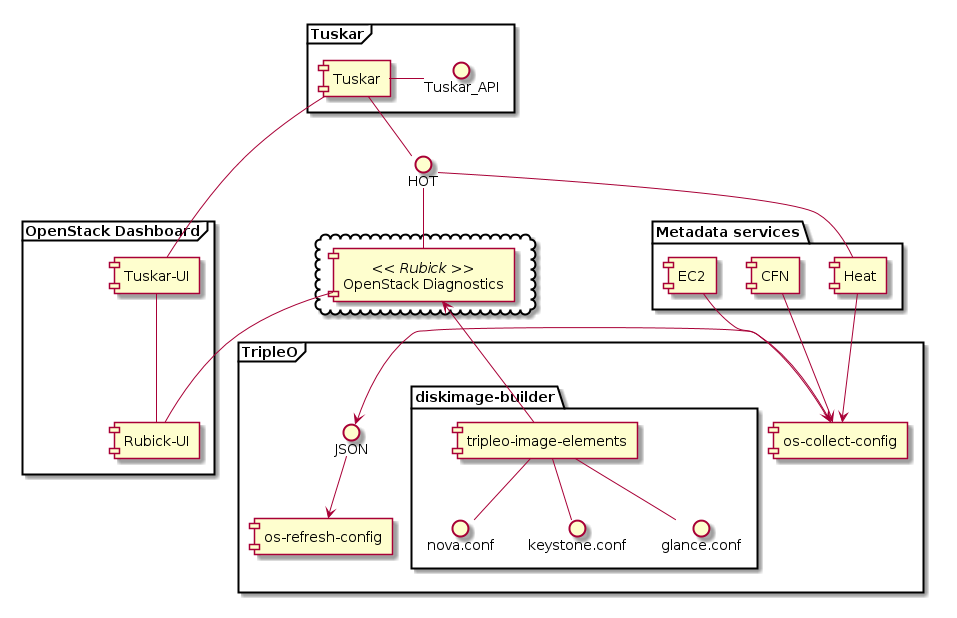 Tuskar
Tuskar
Tuskar_API
HOT
OpenStack Dashboard
Metadata services
<< Rubick >>
OpenStack Diagnostics
Tuskar-UI
EC2
CFN
Heat
TripleO
diskimage-builder
Rubick-UI
JSON
tripleo-image-elements
os-collect-config
os-refresh-config
nova.conf
keystone.conf
glance.conf